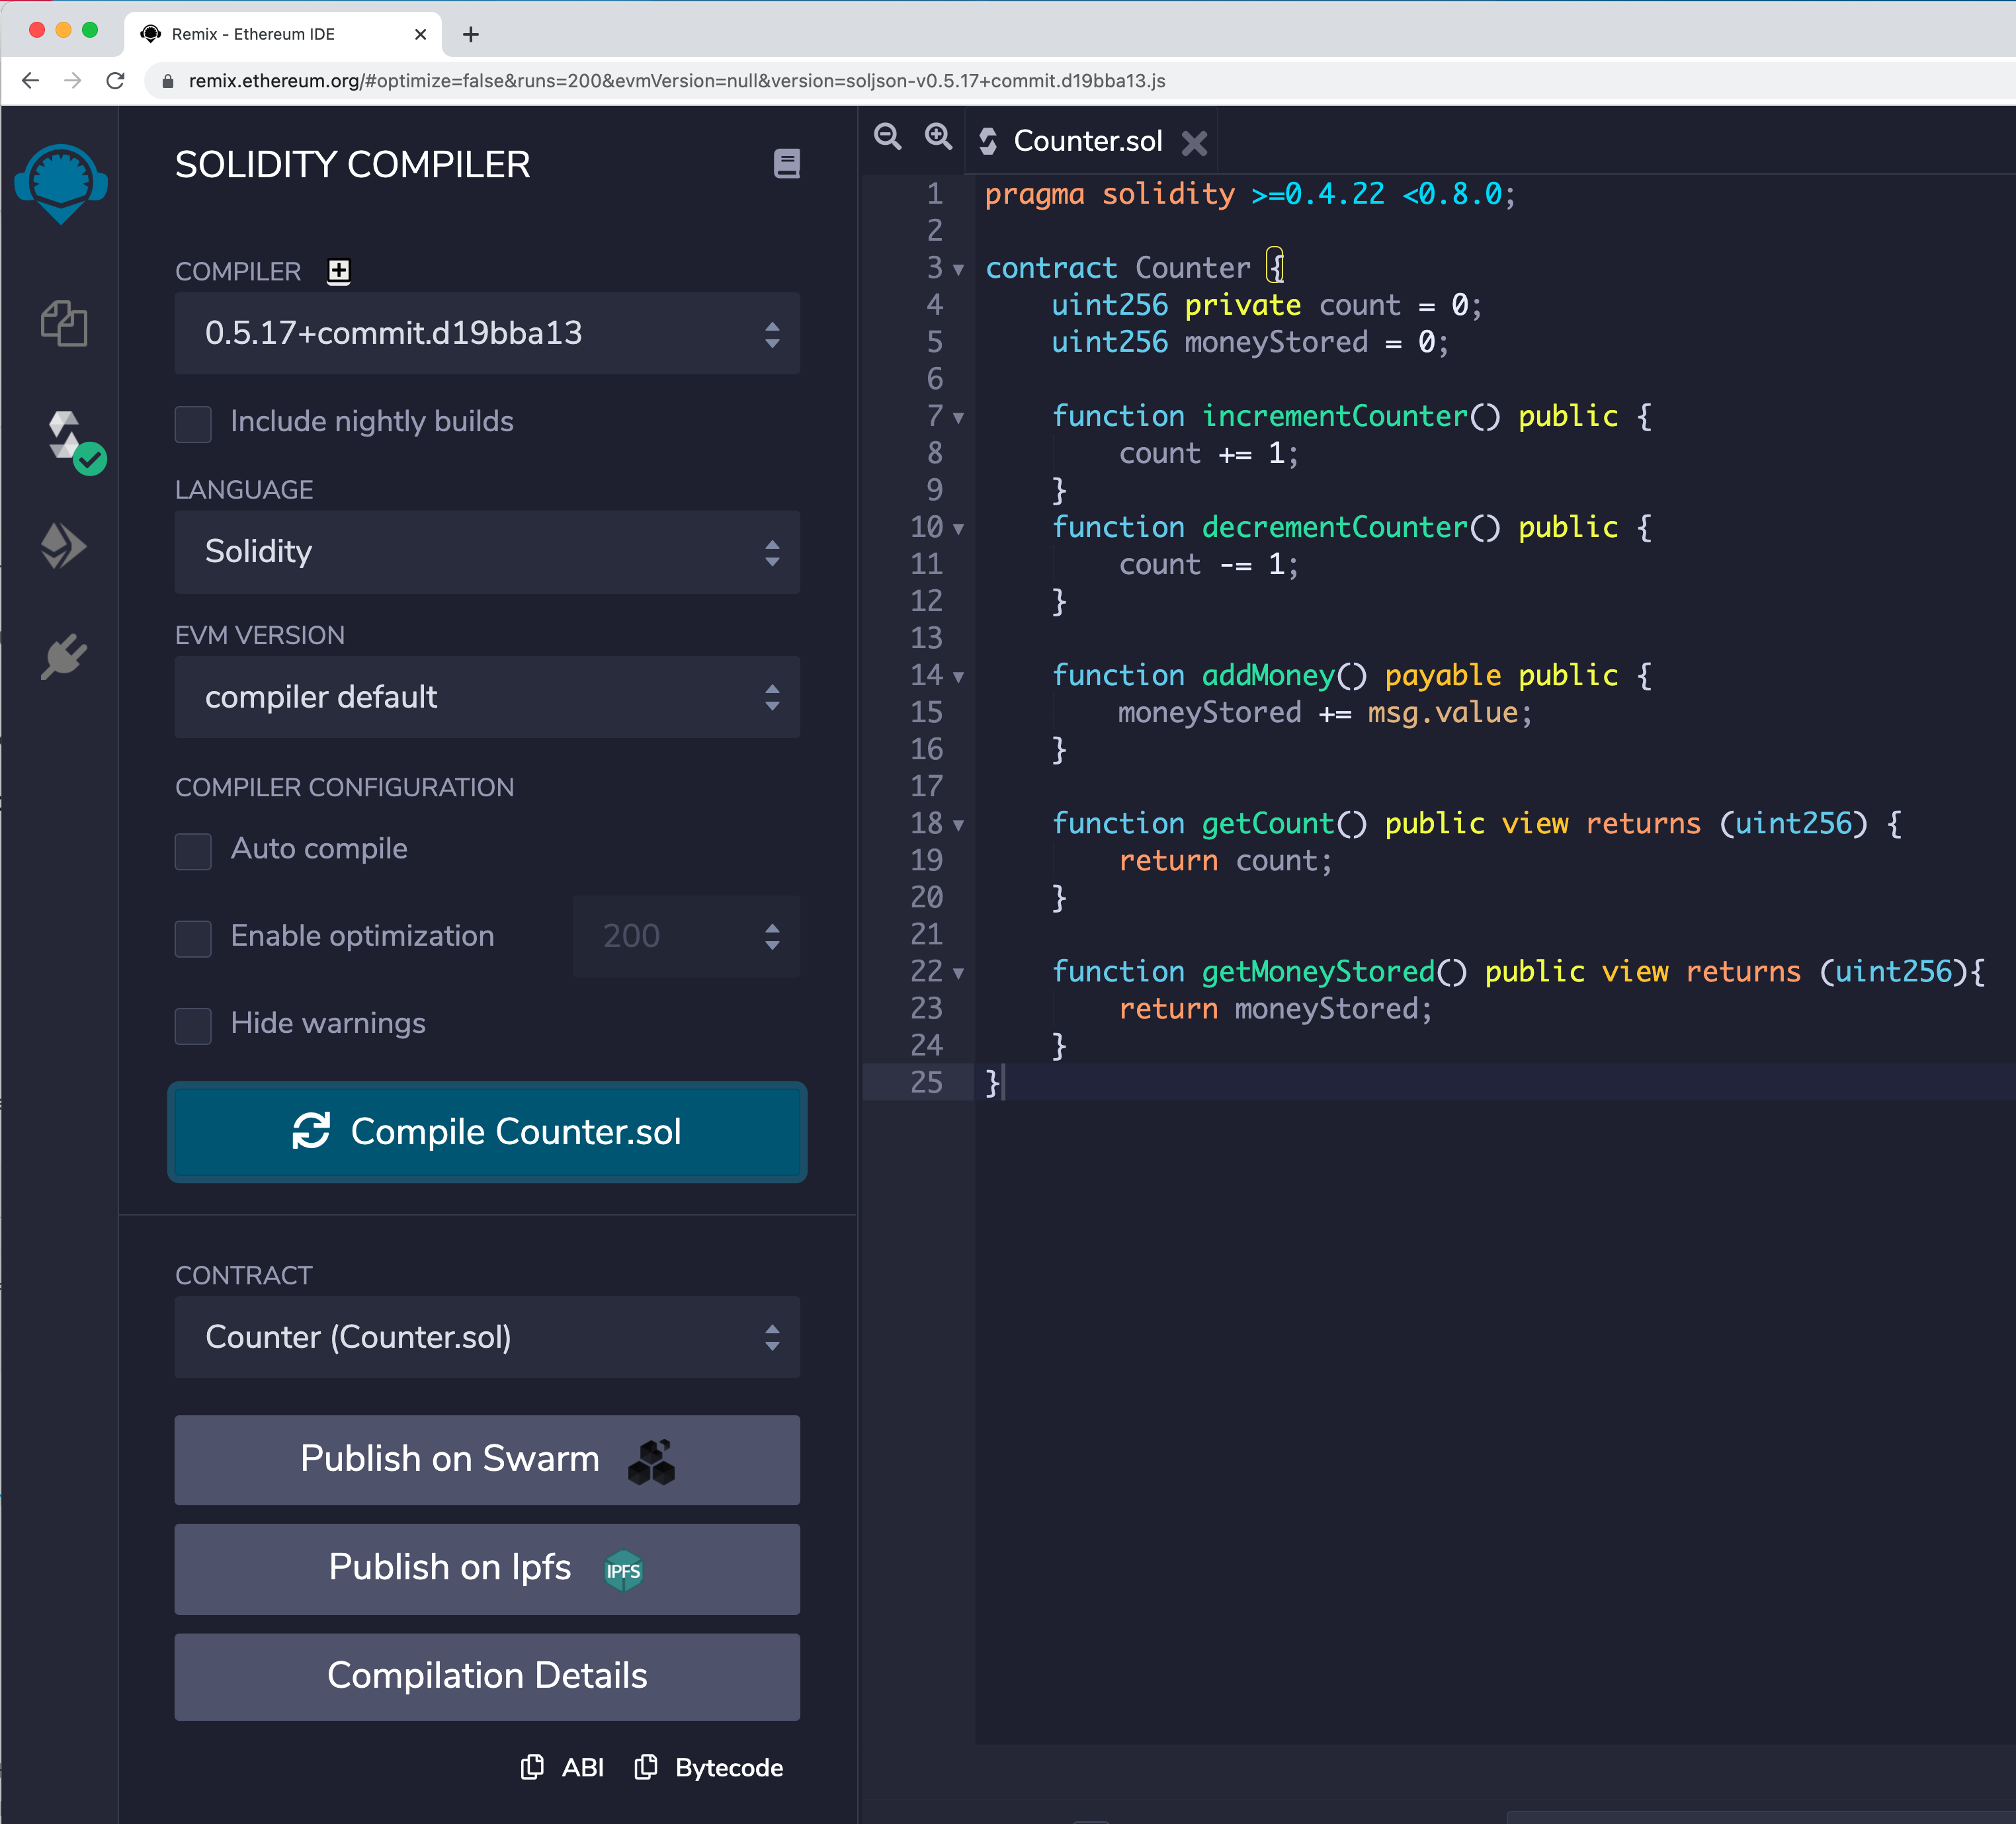 Remix - Ethereum IDE
remix.ethereum.org/#optimize=false&runs=200&evmVersion=null&version=soljson-v0.5.17+commit.d19bba13.js
SOLIDITY COMPILER
COMPILER
0.5.17+commit.d19bba13
Include nightly builds
LANGUAGE
Solidity
EVM VERSION
compiler default
COMPILER CONFIGURATION
Auto compile
Enable optimization 200
Hide warnings
Compile Counter.sol
CONTRACT
Counter (Counter.sol)
Publish on Swarm
Publish on Ipfs IPFS
Compilation Details
ABI Bytecode
Counter.sol
1 pragma solidity >=0.4.22 <0.8.0;
2
3 contract Counter {
4     uint256 private count = 0;
5     uint256 moneyStored = 0;
6
7     function incrementCounter() public {
8         count += 1;
9     }
10     function decrementCounter() public {
11         count -= 1;
12     }
13
14     function addMoney() payable public {
15         moneyStored += msg.value;
16     }
17
18     function getCount() public view returns (uint256) {
19         return count;
20     }
21
22     function getMoneyStored() public view returns (uint256){
23         return moneyStored;
24     }
25 }